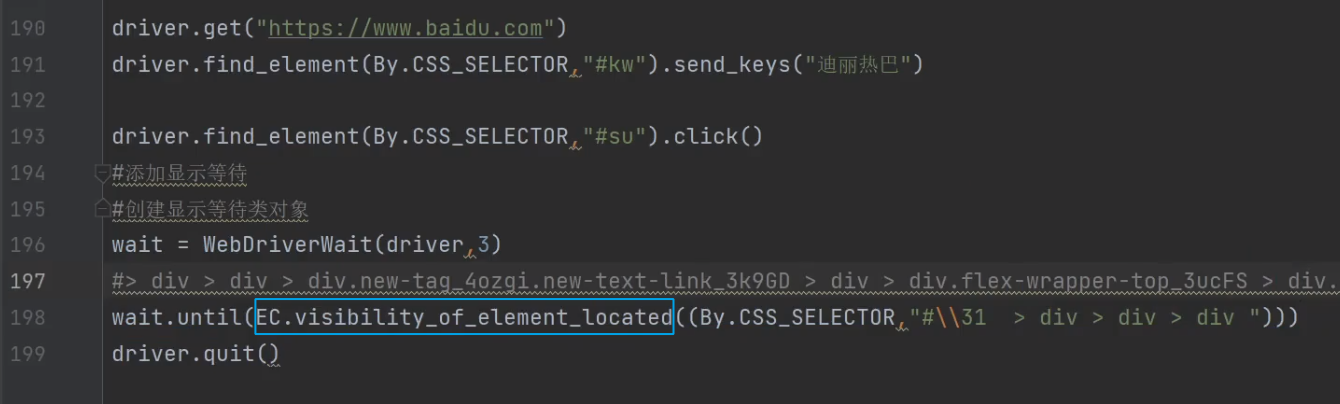 190 driver.get("https://www.baidu.com")
191 driver.find_element(By.CSS_SELECTOR,"#kw").send_keys("迪丽热巴")
192
193 driver.find_element(By.CSS_SELECTOR,"#su").click()
194 #添加显示等待
195 #创建显示等待类对象
196 wait = WebDriverWait(driver,3)
197 #> div > div > div.new-tag_4ozgi.new-text-link_3k9GD > div > div.flex-wrapper-top_3ucFS > div.
198 wait.until(EC.visibility_of_element_located((By.CSS_SELECTOR,"#\\31  > div > div > div ")))
199 driver.quit()